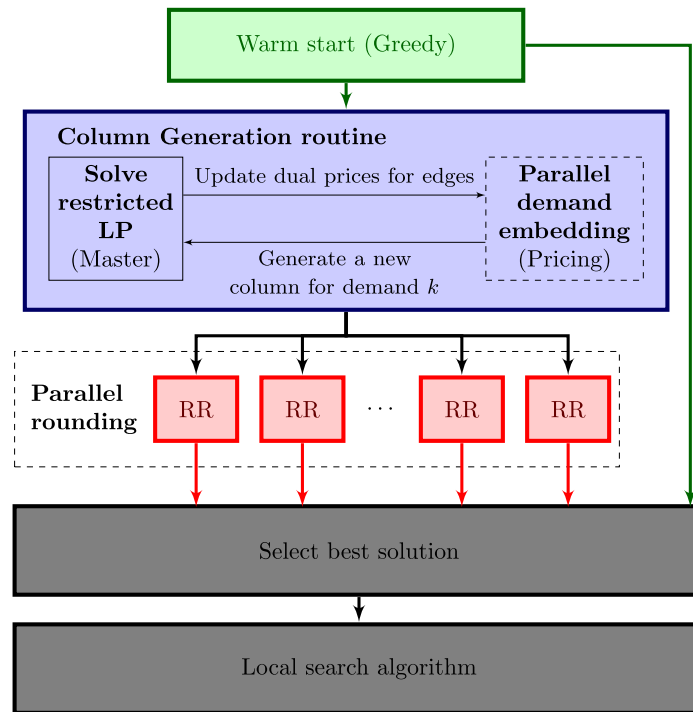 Warm start (Greedy)
Column Generation routine
Solve
restricted
LP
(Master)
Update dual prices for edges
Generate a new
column for demand k
Parallel
demand
embedding
(Pricing)
Parallel
rounding
RR
RR
...
RR
RR
Select best solution
Local search algorithm